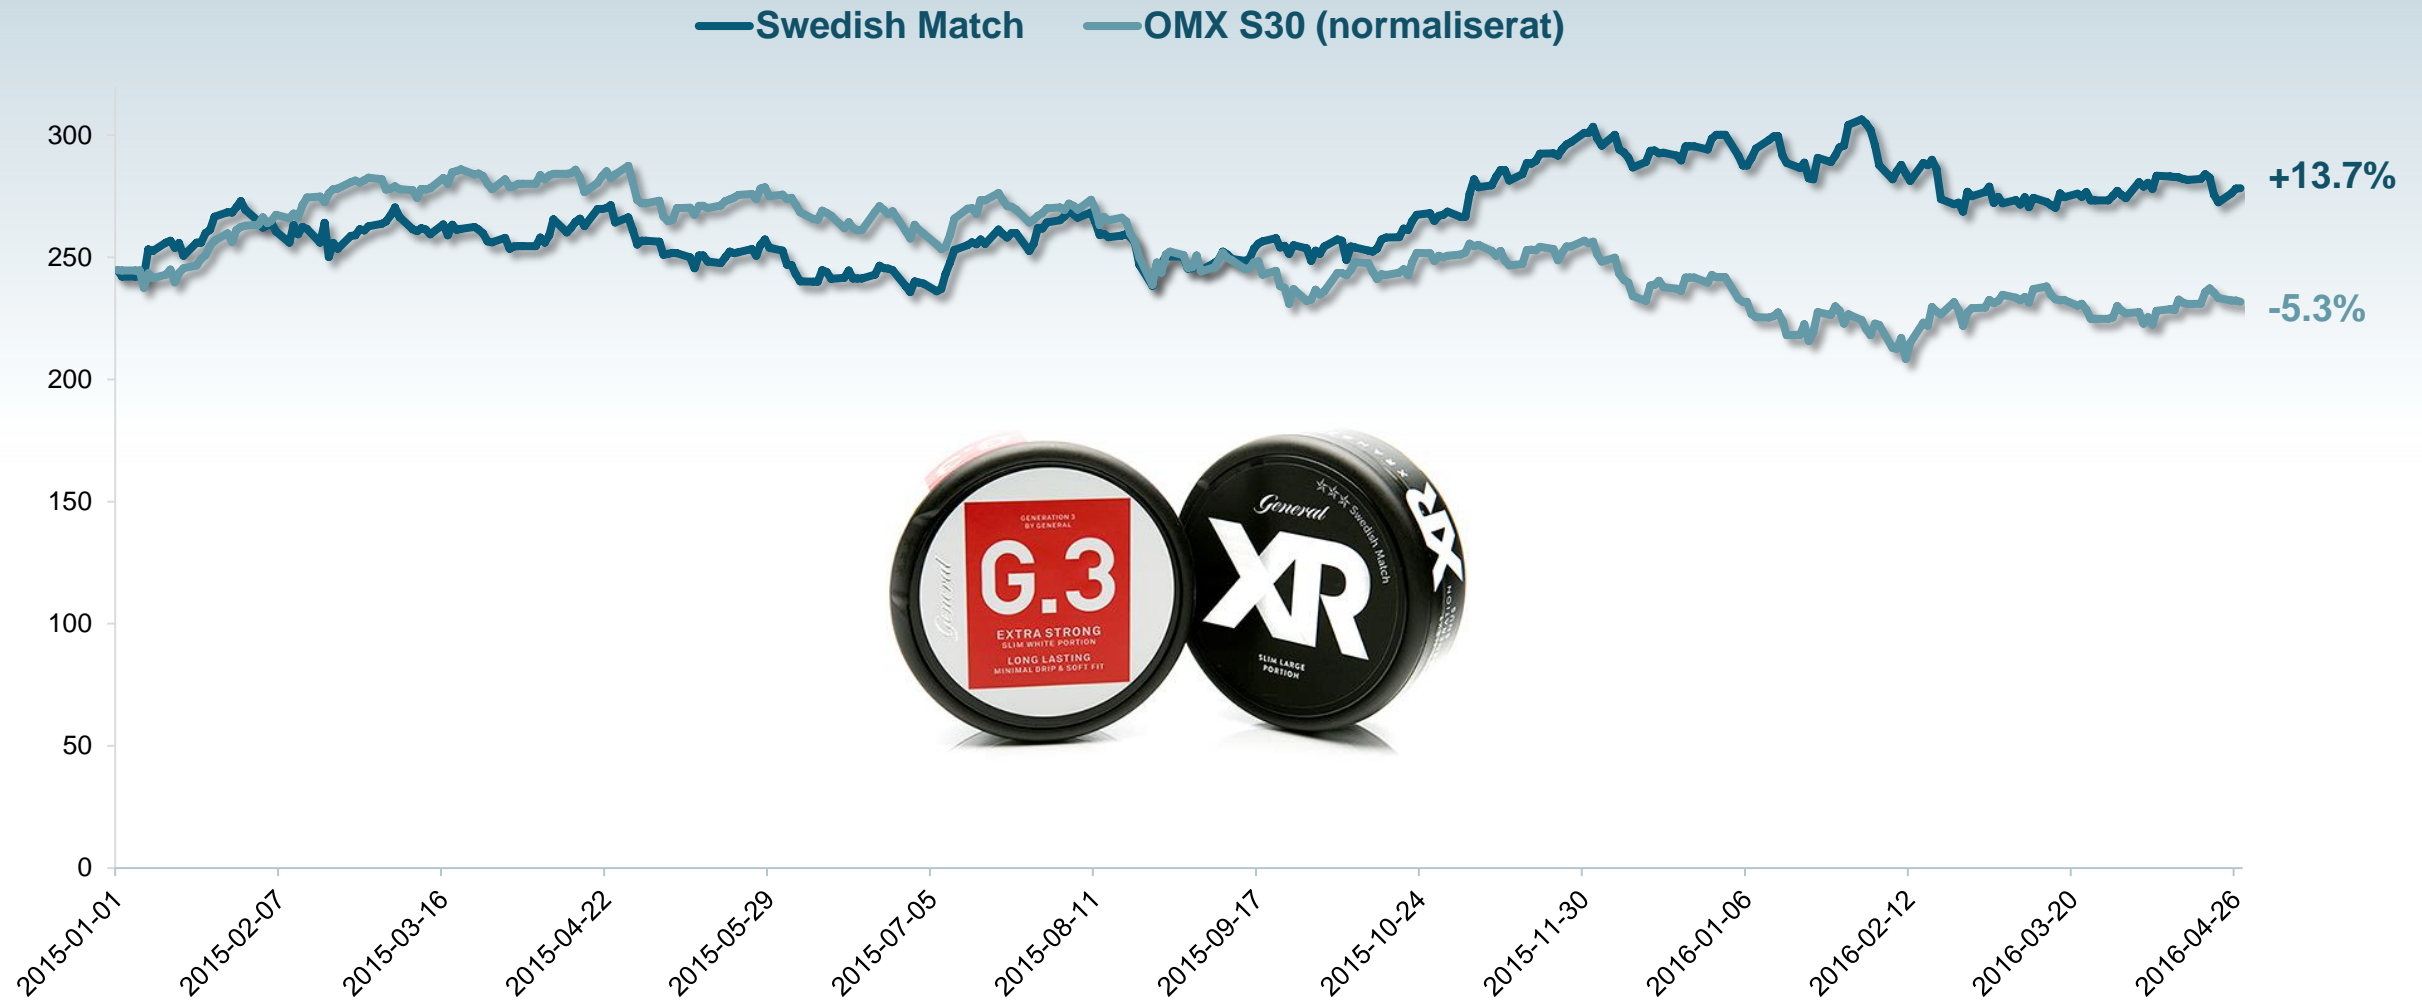 Swedish Match
OMX S30 (normaliserat)
300
250
200
150
100
50
0
+13.7%
-5.3%
GENERATION 3
BY GENERAL
G.3
EXTRA STRONG
SLIM WHITE PORTION
LONG LASTING
MINIMAL DRIP & SOFT FIT
General
General
Swedish Match
XR
SLIM LARGE
PORTION
XR
2015-01-01
2015-02-07
2015-03-16
2015-04-22
2015-05-29
2015-07-05
2015-08-11
2015-09-17
2015-10-24
2015-11-30
2016-01-06
2016-02-12
2016-03-20
2016-04-26